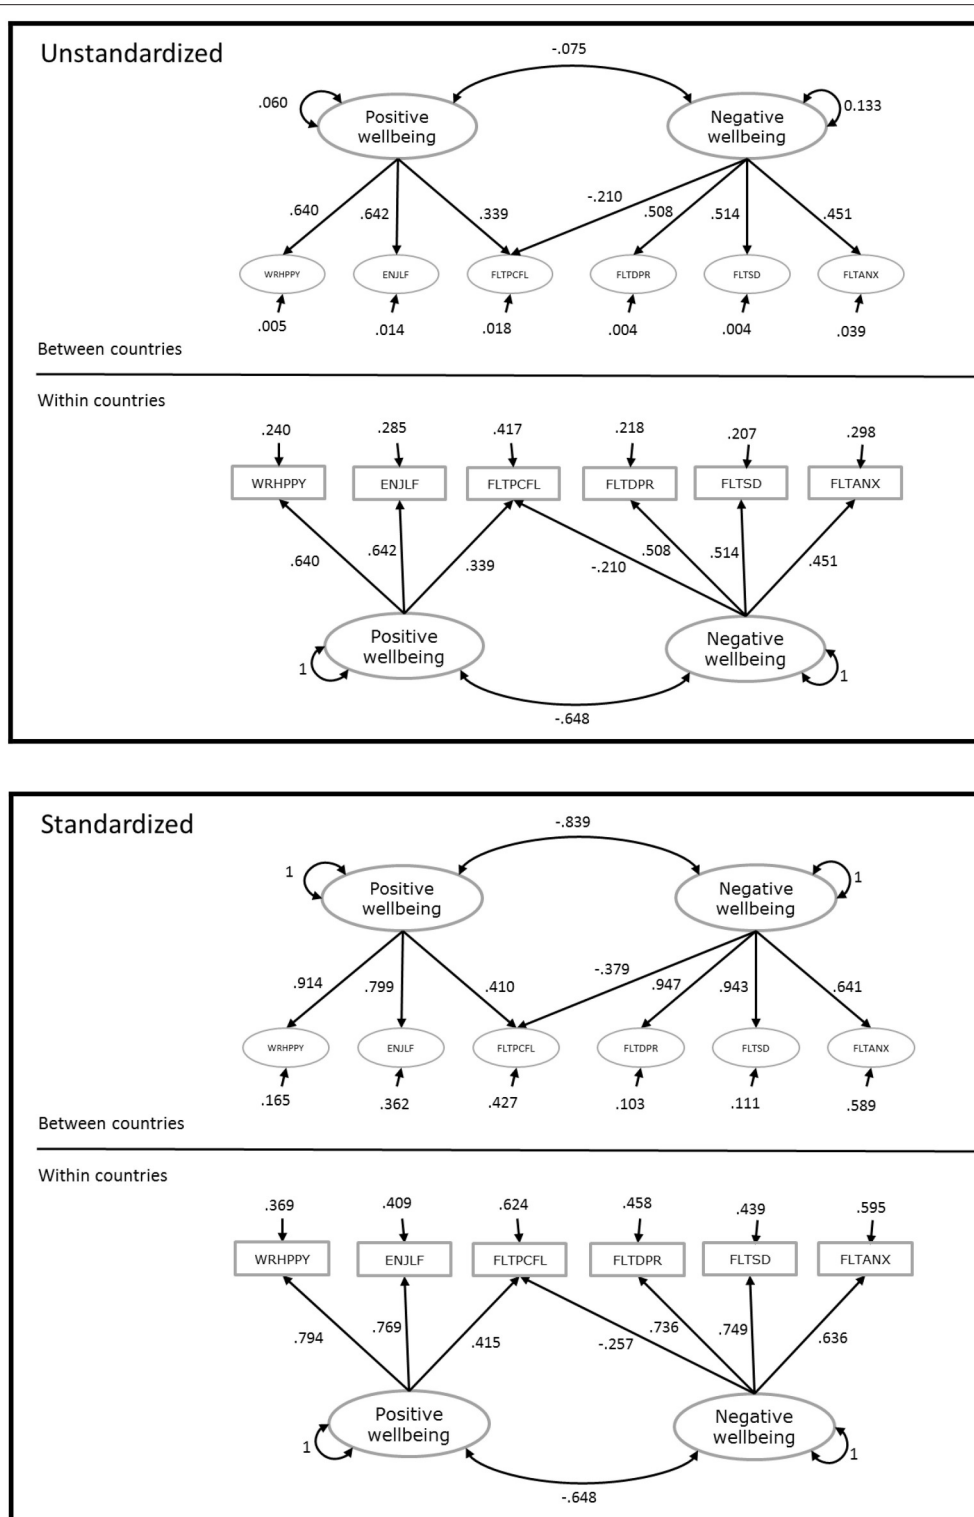 Unstandardized
-.075
.060
0.133
Positive
wellbeing
Negative
wellbeing
.640
.642
.339
-.210
.508
.514
.451
WRHPPY
ENJLF
FLTPCFL
FLTDPR
FLTSD
FLTANX
.005
.014
.018
.004
.004
.039
Between countries
Within countries
.240
.285
.417
.218
.207
.298
WRHPPY
ENJLF
FLTPCFL
FLTDPR
FLTSD
FLTANX
.640
.642
.339
-.210
.508
.514
.451
Positive
wellbeing
Negative
wellbeing
1
1
-.648
Standardized
-.839
1
1
Positive
wellbeing
Negative
wellbeing
.914
.799
.410
-.379
.947
.943
.641
WRHPPY
ENJLF
FLTPCFL
FLTDPR
FLTSD
FLTANX
.165
.362
.427
.103
.111
.589
Between countries
Within countries
.369
.409
.624
.458
.439
.595
WRHPPY
ENJLF
FLTPCFL
FLTDPR
FLTSD
FLTANX
.794
.769
.415
-.257
.736
.749
.636
Positive
wellbeing
Negative
wellbeing
1
1
-.648